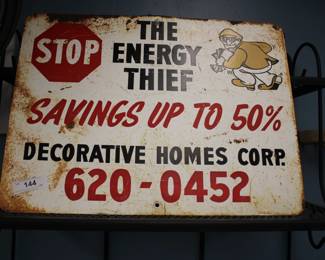 STOP THE
ENERGY
THIEF
SAVINGS UP TO 50%
DECORATIVE HOMES CORP.
620-0452
144